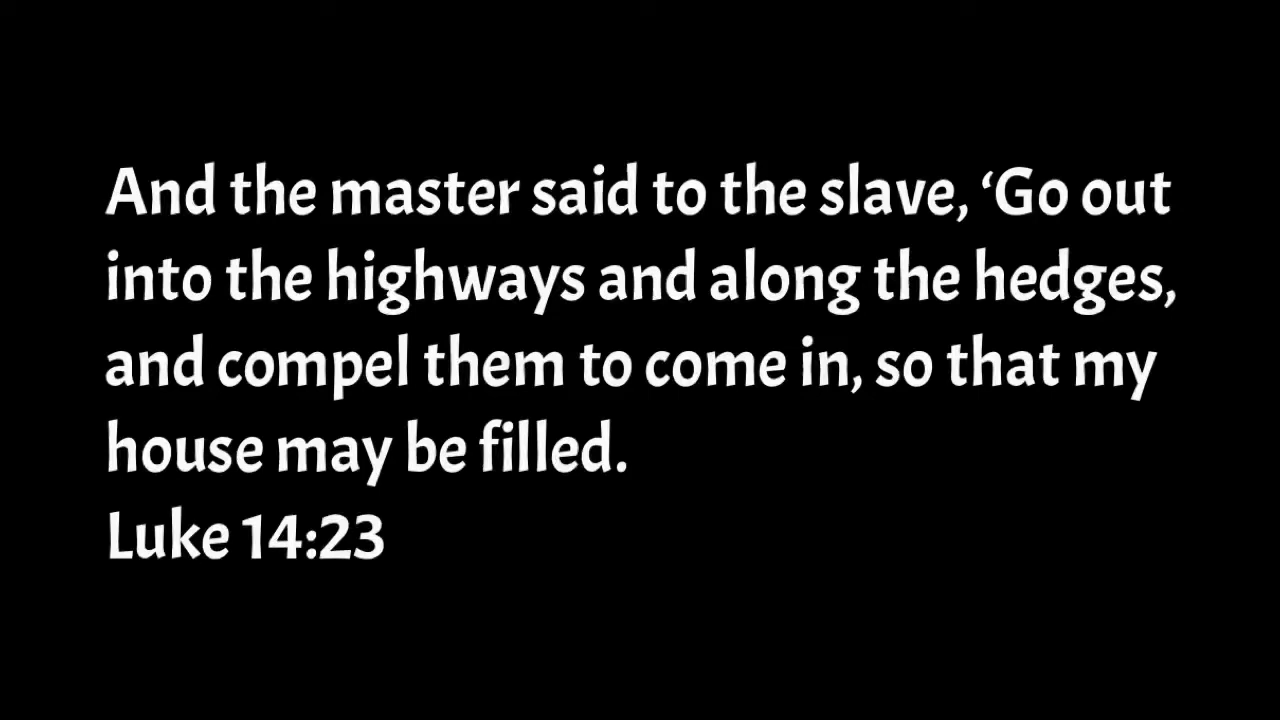 And the master said to the slave, ‘Go out
into the highways and along the hedges,
and compel them to come in, so that my
house may be filled.
Luke 14:23